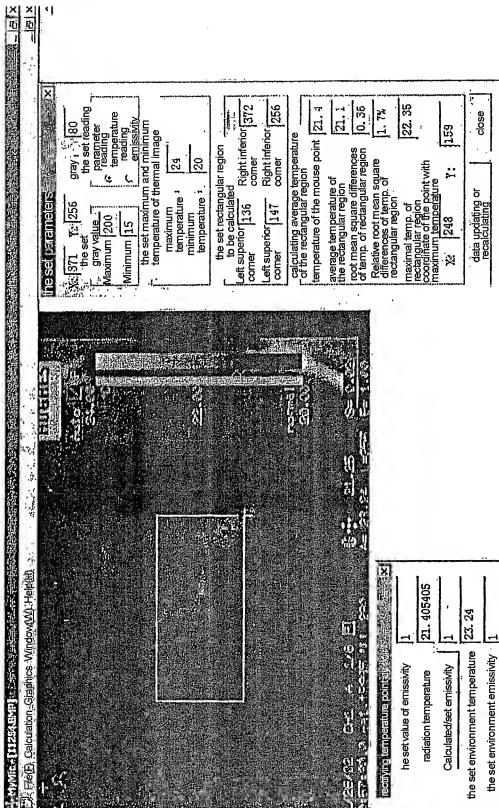 File(F) Calculation Graphics Window(W) Help(H)
HUGHES
the set parameters
X: 371 Y: 256 gray: 80
the set gray value
Maximum 200
Minimum 15
the set reading parameter
temperature reading
emissivity
the set maximum and minimum temperature of thermal image
maximum temperature : 24
minimum temperature : 20
the set rectangular region to be calculated
Left superior corner 136 Right inferior corner 372
Left superior corner 147 Right inferior corner 256
calculating average temperature of the rectangular region
temperature of the mouse point 21.4
average temperature of the rectangular region 21.1
root mean square differences of temp. of rectangular region 0.36
Relative root mean square differences of temp. of rectangular region 1.7%
maximal temp. of rectangular region 22.35
coordinate of the point with maximum temperature
X: 248 Y: 159
data updating or recalculating
close
rectifying temperature point
he set value of emissivity 1
radiation temperature 21.405405
Calculated/set emissivity 1
the set environment temperature 23.24
the set environment emissivity 1